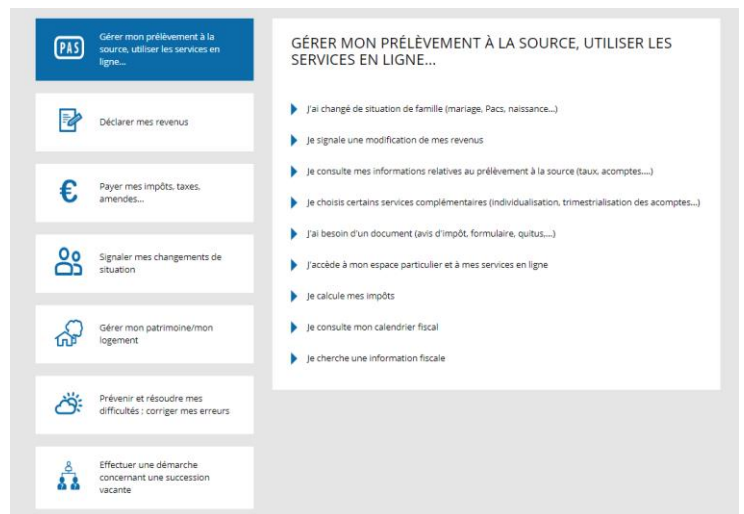 PAS
Gérer mon prélèvement à la
source, utiliser les services en
ligne...
Déclarer mes revenus
€
Payer mes impôts, taxes,
amendes...
Signaler mes changements de
situation
Gérer mon patrimoine/mon
logement
Prévenir et résoudre mes
difficultés ; corriger mes erreurs
Effectuer une démarche
concernant une succession
vacante
GÉRER MON PRÉLÈVEMENT À LA SOURCE, UTILISER LES
SERVICES EN LIGNE...
J'ai changé de situation de famille (mariage, Pacs, naissance...)
Je signale une modification de mes revenus
Je consulte mes informations relatives au prélèvement à la source (taux, acomptes....)
Je choisis certains services complémentaires (individualisation, trimestrialisation des acomptes...)
J'ai besoin d'un document (avis d'impôt, formulaire, quitus,...)
J'accède à mon espace particulier et à mes services en ligne
Je calcule mes impôts
Je consulte mon calendrier fiscal
Je cherche une information fiscale